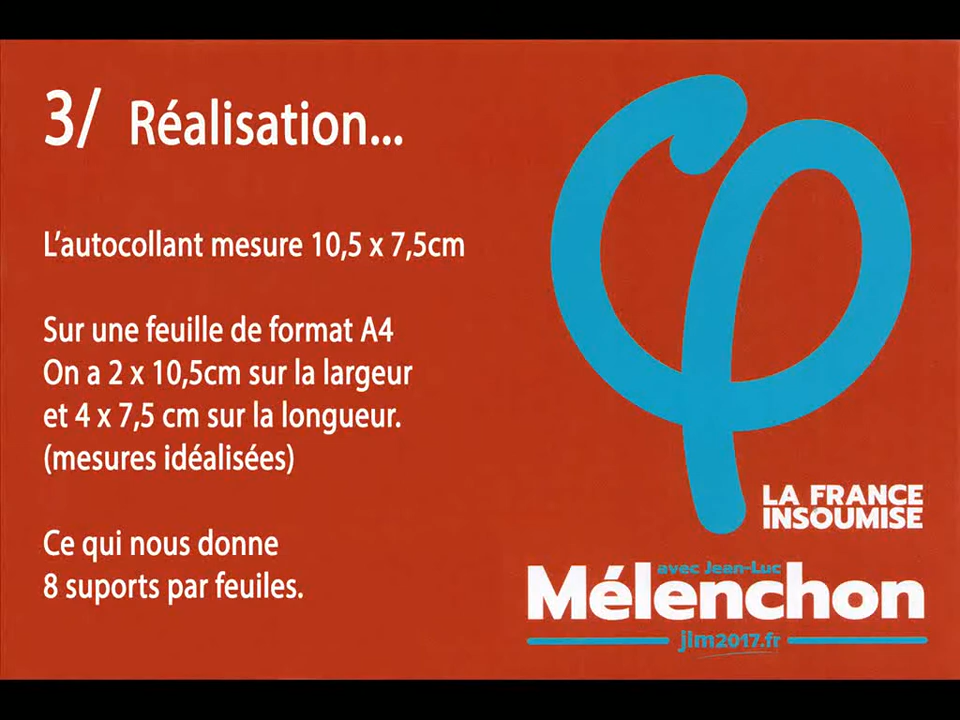 3/ Réalisation...
L'autocollant mesure 10,5 x 7,5cm
Sur une feuille de format A4
On a 2 x 10,5cm sur la largeur
et 4 x 7,5 cm sur la longueur.
(mesures idéalisées)
Ce qui nous donne
8 suports par feuiles.
LA FRANCE
INSOUMISE
avec Jean-Luc
Mélenchon
jlm2017.fr